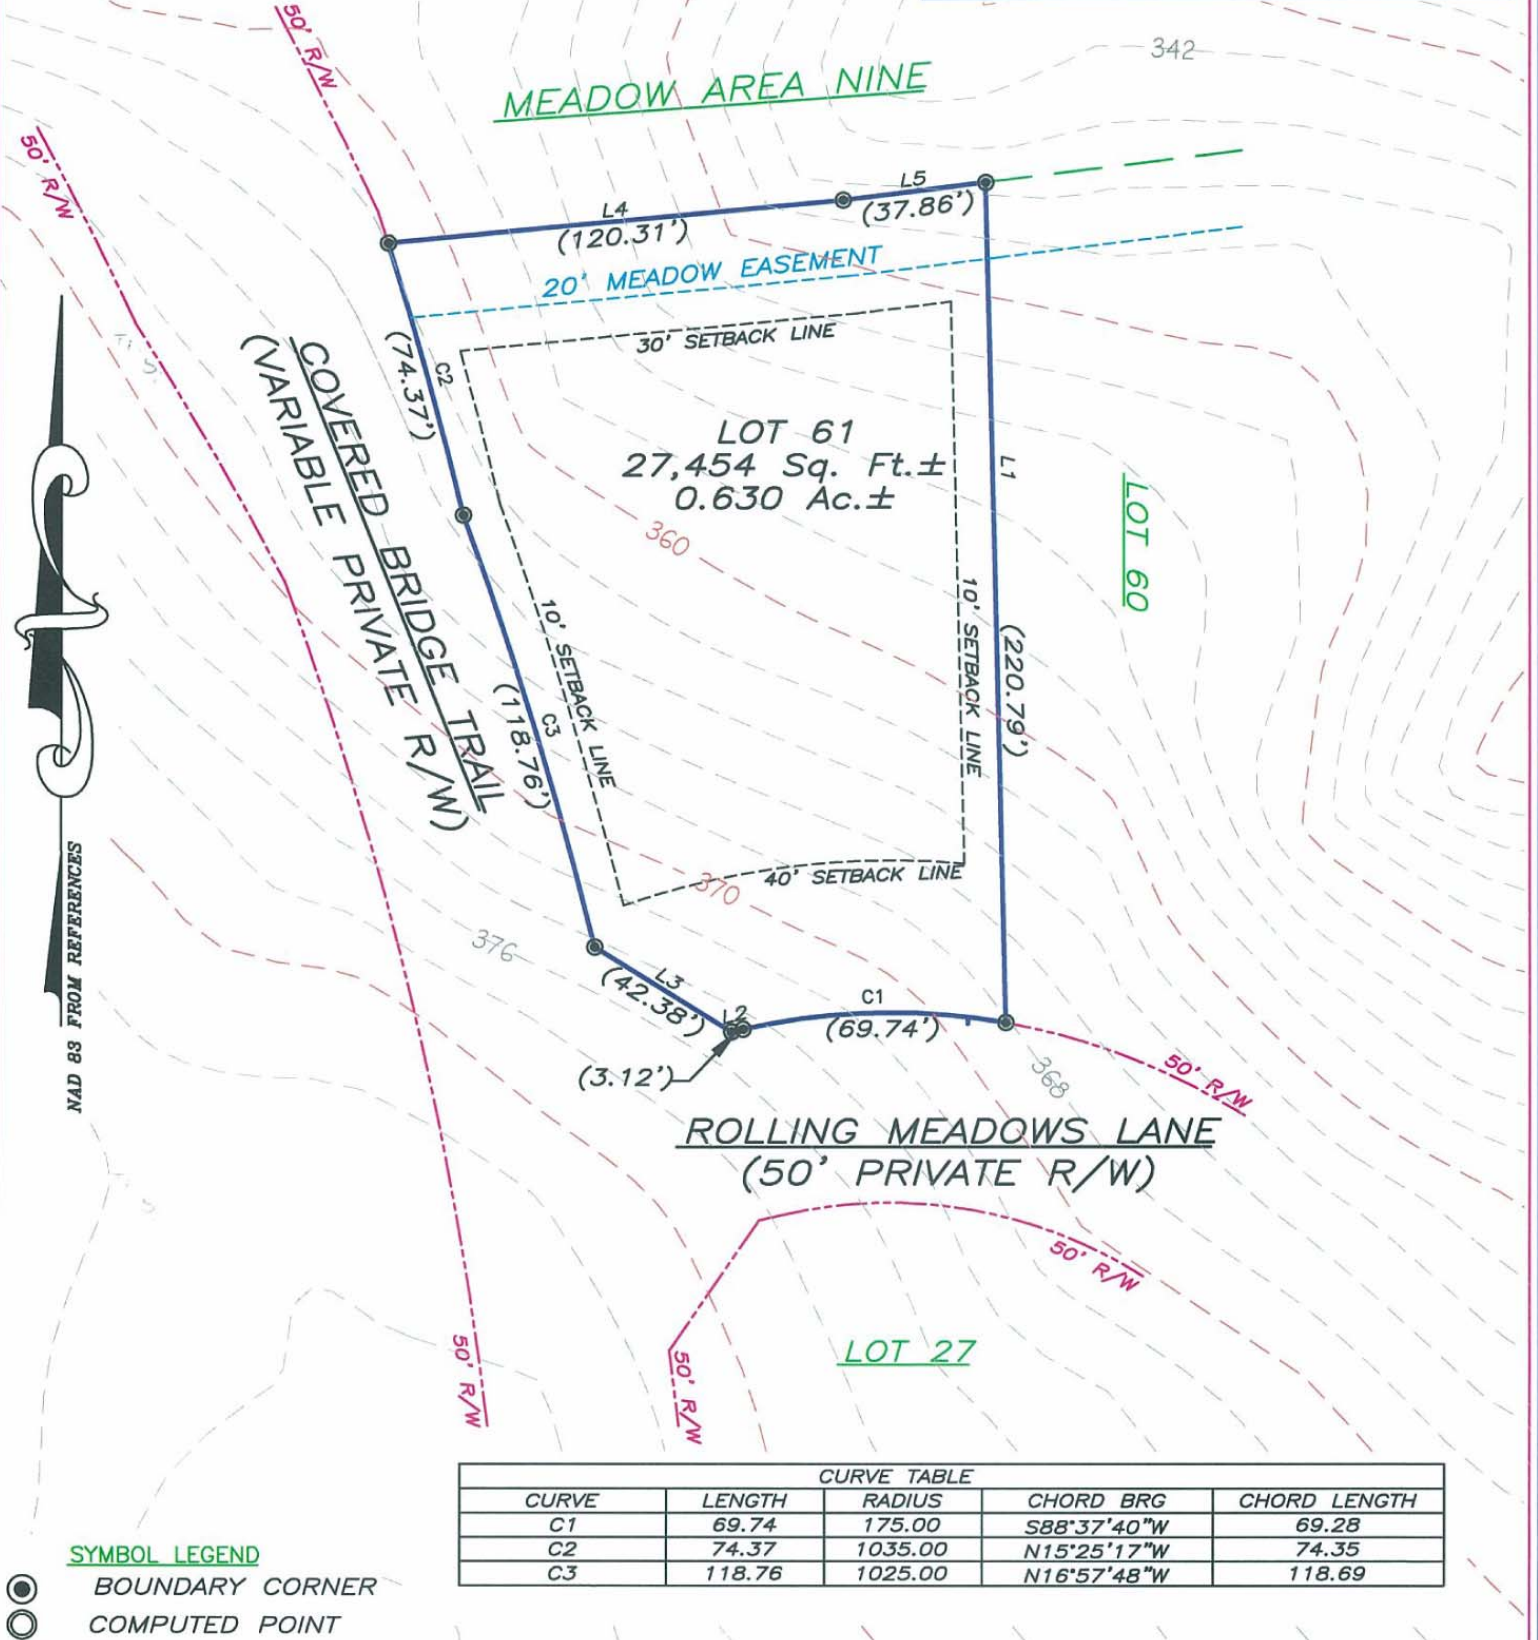 50' R/W
50' R/W
342
MEADOW AREA NINE
L4
(120.31')
L5
(37.86')
20' MEADOW EASEMENT
30' SETBACK LINE
COVERED BRIDGE TRAIL
(VARIABLE PRIVATE R/W)
C2
(74.37')
LOT 61
27,454 Sq. Ft.±
0.630 Ac.±
L1
(220.79')
LOT 60
360
10' SETBACK LINE
10' SETBACK LINE
C3
(118.76')
370
40' SETBACK LINE
376
L3
(42.38')
L2
(3.12')
C1
(69.74')
368
50' R/W
NAD 83 FROM REFERENCES
ROLLING MEADOWS LANE
(50' PRIVATE R/W)
50' R/W
50' R/W
50' R/W
LOT 27
CURVE TABLE
CURVE LENGTH RADIUS CHORD BRG CHORD LENGTH
C1 69.74 175.00 S88°37'40"W 69.28
C2 74.37 1035.00 N15°25'17"W 74.35
C3 118.76 1025.00 N16°57'48"W 118.69
SYMBOL LEGEND
BOUNDARY CORNER
COMPUTED POINT